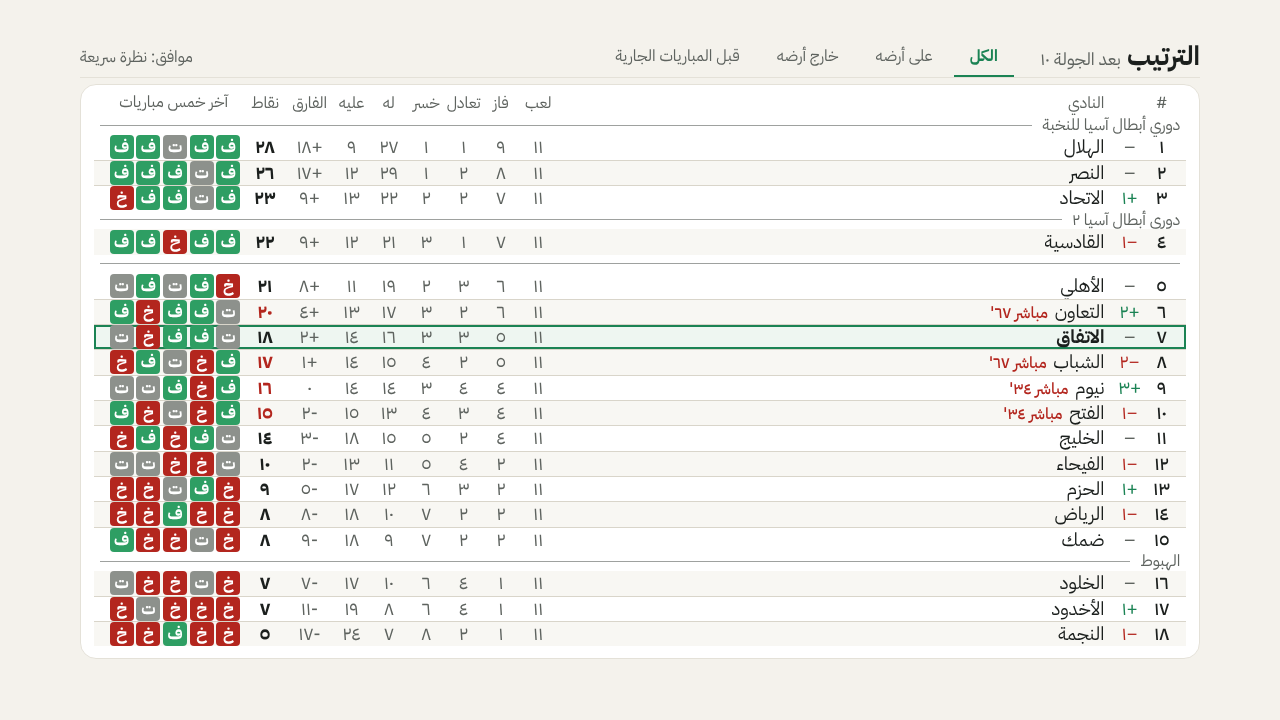 الترتيب بعد الجولة ١٠ الكل على أرضه خارج أرضه قبل المباريات الجارية موافق: نظرة سريعة
# النادي لعب فاز تعادل خسر له عليه الفارق نقاط آخر خمس مباريات
دوري أبطال آسيا للنخبة
١ – الهلال ١١ ٩ ١ ١ ٢٧ ٩ +١٨ ٢٨ ف ف ت ف ف
٢ – النصر ١١ ٨ ٢ ١ ٢٩ ١٢ +١٧ ٢٦ ف ت ف ف ف
٣ +١ الاتحاد ١١ ٧ ٢ ٢ ٢٢ ١٣ +٩ ٢٣ ف ت ف ف خ
دوري أبطال آسيا ٢
٤ –١ القادسية ١١ ٧ ١ ٣ ٢١ ١٢ +٩ ٢٢ ف ف خ ف ف
٥ – الأهلي ١١ ٦ ٣ ٢ ١٩ ١١ +٨ ٢١ خ ف ت ف ت
٦ +٢ التعاون مباشر ٦٧' ١١ ٦ ٢ ٣ ١٧ ١٣ +٤ ٢٠ ت ف ف خ ف
٧ – الاتفاق ١١ ٥ ٣ ٣ ١٦ ١٤ +٢ ١٨ ت ف ف خ ت
٨ –٢ الشباب مباشر ٦٧' ١١ ٥ ٢ ٤ ١٥ ١٤ +١ ١٧ ف خ ت ف خ
٩ +٣ نيوم مباشر ٣٤' ١١ ٤ ٤ ٣ ١٤ ١٤ ٠ ١٦ ف خ ف ت ت
١٠ –١ الفتح مباشر ٣٤' ١١ ٤ ٣ ٤ ١٣ ١٥ -٢ ١٥ ف خ ت خ ف
١١ – الخليج ١١ ٤ ٢ ٥ ١٥ ١٨ -٣ ١٤ ت ف خ ف خ
١٢ –١ الفيحاء ١١ ٢ ٤ ٥ ١١ ١٣ -٢ ١٠ ت خ خ ت ت
١٣ +١ الحزم ١١ ٢ ٣ ٦ ١٢ ١٧ -٥ ٩ خ ف ت خ خ
١٤ –١ الرياض ١١ ٢ ٢ ٧ ١٠ ١٨ -٨ ٨ خ خ ف خ خ
١٥ – ضمك ١١ ٢ ٢ ٧ ٩ ١٨ -٩ ٨ خ ت خ خ ف
الهبوط
١٦ – الخلود ١١ ١ ٤ ٦ ١٠ ١٧ -٧ ٧ خ ت خ خ ت
١٧ +١ الأخدود ١١ ١ ٤ ٦ ٨ ١٩ -١١ ٧ خ خ خ ت خ
١٨ –١ النجمة ١١ ١ ٢ ٨ ٧ ٢٤ -١٧ ٥ خ خ ف خ خ